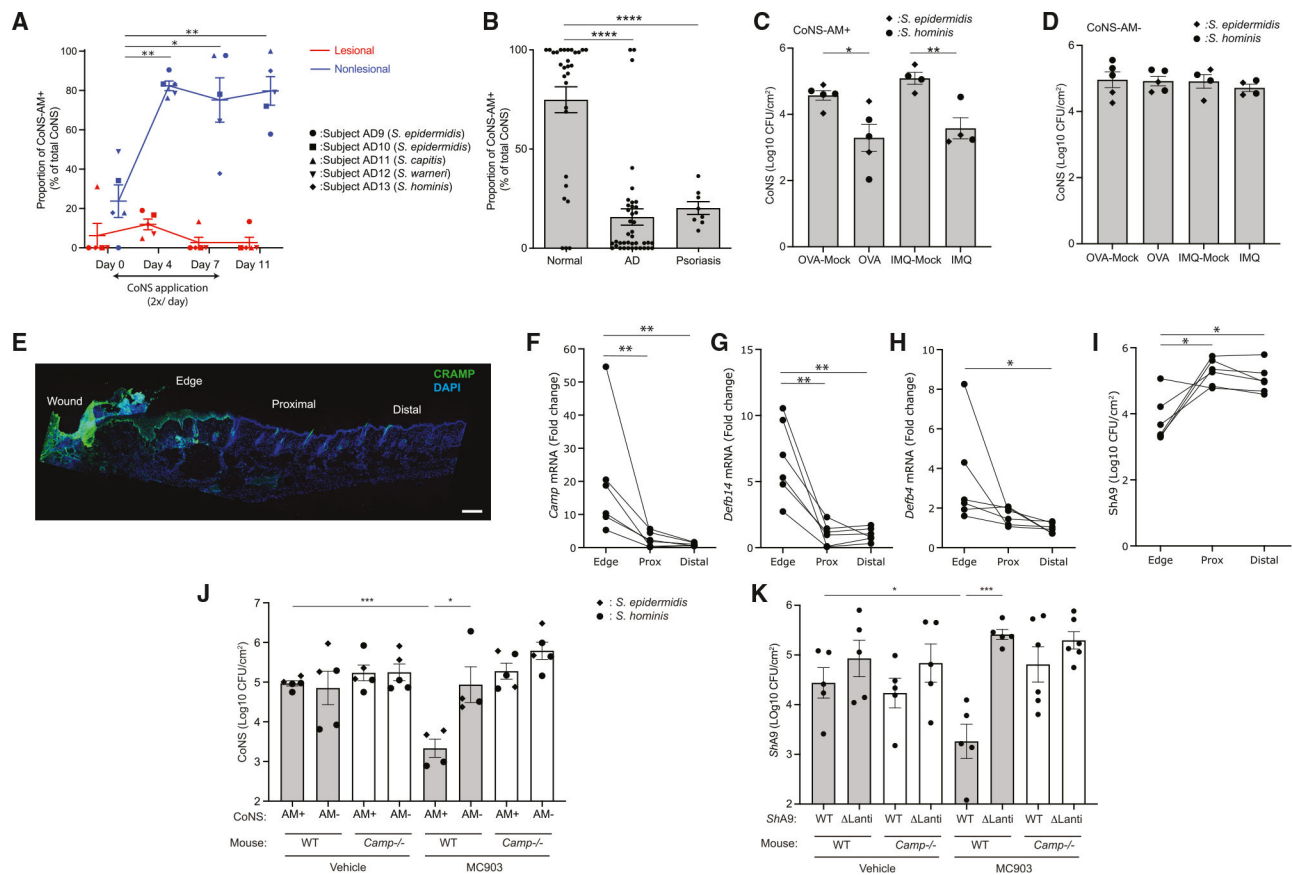 A
Proportion of CoNS-AM+
(% of total CoNS)
100
80
60
40
20
0
**
*
**
Lesional
Nonlesional
:Subject AD9 (S. epidermidis)
:Subject AD10 (S. epidermidis)
:Subject AD11 (S. capitis)
:Subject AD12 (S. warneri)
:Subject AD13 (S. hominis)
Day 0 Day 4 Day 7 Day 11
CoNS application
(2x/ day)
B
Proportion of CoNS-AM+
(% of total CoNS)
100
50
0
****
****
Normal AD Psoriasis
C
CoNS-AM+
:S. epidermidis
:S. hominis
CoNS (Log10 CFU/cm²)
6
4
2
0
*
**
OVA-Mock OVA IMQ-Mock IMQ
D
CoNS-AM-
:S. epidermidis
:S. hominis
CoNS (Log10 CFU/cm²)
6
4
2
0
OVA-Mock OVA IMQ-Mock IMQ
E
CRAMP
DAPI
Wound
Edge
Proximal
Distal
F
Camp mRNA (Fold change)
60
50
40
30
20
10
0
**
**
Edge Prox Distal
G
Defb14 mRNA (Fold change)
15
10
5
0
**
**
Edge Prox Distal
H
Defb4 mRNA (Fold change)
10
8
6
4
2
0
*
Edge Prox Distal
I
ShA9 (Log10 CFU/cm²)
6
5
4
3
2
1
0
*
*
Edge Prox Distal
J
: S. epidermidis
: S. hominis
CoNS (Log10 CFU/cm²)
7
6
5
4
3
2
***
*
CoNS: AM+ AM- AM+ AM- AM+ AM- AM+ AM-
Mouse: WT Camp-/- WT Camp-/-
Vehicle MC903
K
ShA9 (LOg10 CFU/cm²)
6
5
4
3
2
*
***
ShA9: WT ΔLanti WT ΔLanti WT ΔLanti WT ΔLanti
Mouse: WT Camp-/- WT Camp-/-
Vehicle MC903